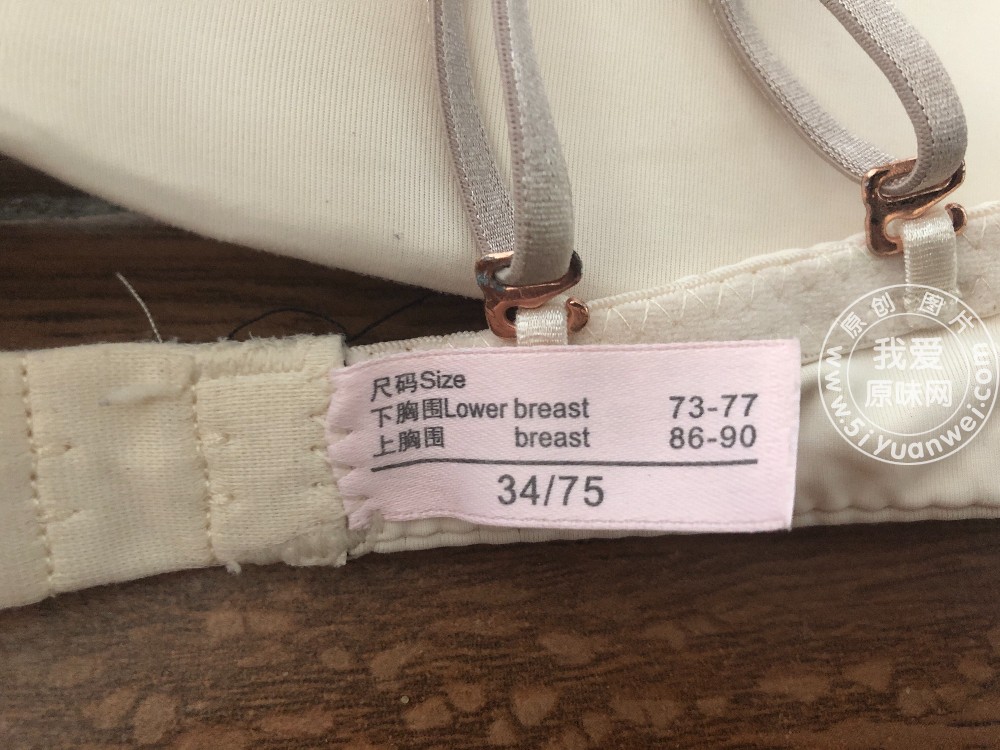 尺码Size
下胸围Lower breast 73-77
上胸围 breast 86-90
34/75
原创图片
我爱
原味网
www.5iyuanwei.com